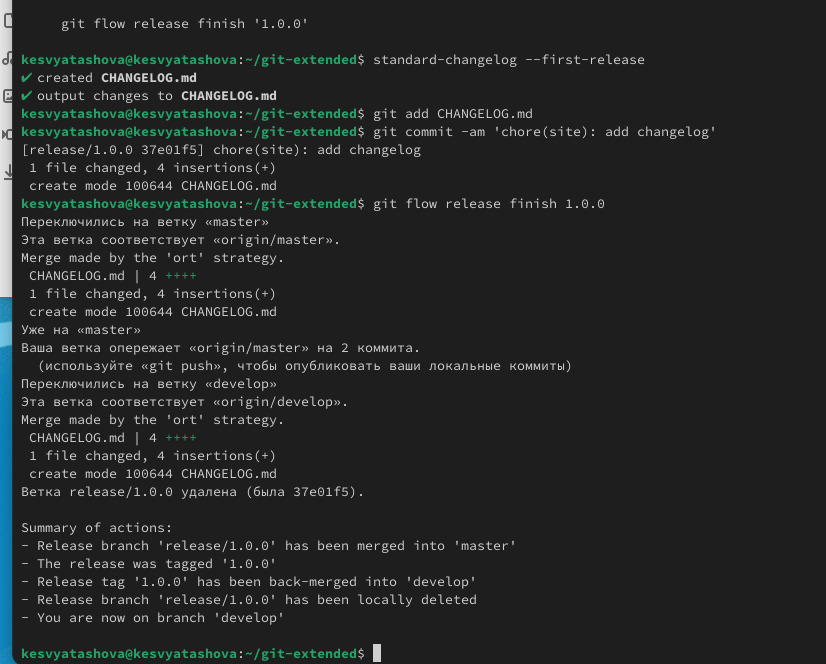 git flow release finish '1.0.0'
kesvyatashova@kesvyatashova:~/git-extended$ standard-changelog --first-release
✔ created CHANGELOG.md
✔ output changes to CHANGELOG.md
kesvyatashova@kesvyatashova:~/git-extended$ git add CHANGELOG.md
kesvyatashova@kesvyatashova:~/git-extended$ git commit -am 'chore(site): add changelog'
[release/1.0.0 37e01f5] chore(site): add changelog
 1 file changed, 4 insertions(+)
 create mode 100644 CHANGELOG.md
kesvyatashova@kesvyatashova:~/git-extended$ git flow release finish 1.0.0
Переключились на ветку «master»
Эта ветка соответствует «origin/master».
Merge made by the 'ort' strategy.
 CHANGELOG.md | 4 ++++
 1 file changed, 4 insertions(+)
 create mode 100644 CHANGELOG.md
Уже на «master»
Ваша ветка опережает «origin/master» на 2 коммита.
  (используйте «git push», чтобы опубликовать ваши локальные коммиты)
Переключились на ветку «develop»
Эта ветка соответствует «origin/develop».
Merge made by the 'ort' strategy.
 CHANGELOG.md | 4 ++++
 1 file changed, 4 insertions(+)
 create mode 100644 CHANGELOG.md
Ветка release/1.0.0 удалена (была 37e01f5).
Summary of actions:
- Release branch 'release/1.0.0' has been merged into 'master'
- The release was tagged '1.0.0'
- Release tag '1.0.0' has been back-merged into 'develop'
- Release branch 'release/1.0.0' has been locally deleted
- You are now on branch 'develop'
kesvyatashova@kesvyatashova:~/git-extended$